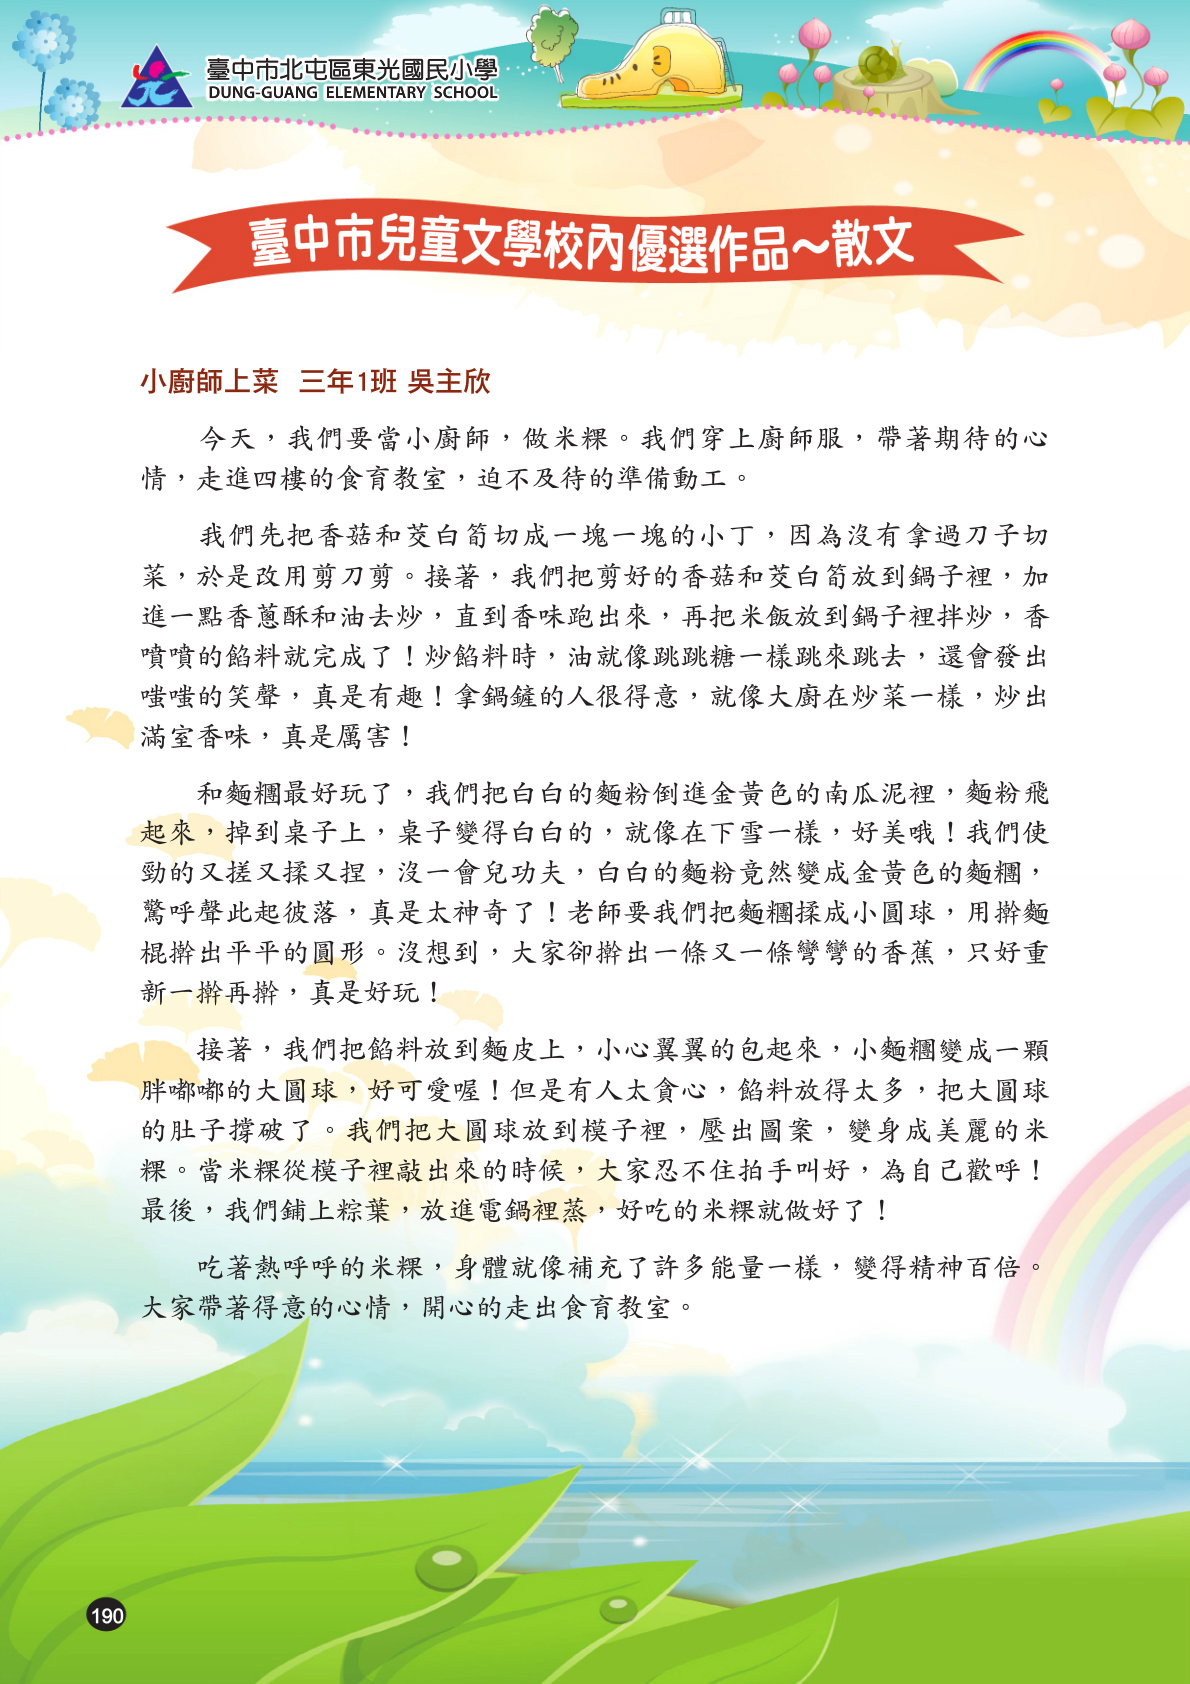 臺中市北屯區東光國民小學
DUNG-GUANG ELEMENTARY SCHOOL
臺中市兒童文學校內優選作品～散文
小廚師上菜 三年1班 吳主欣
今天，我們要當小廚師，做米粿。我們穿上廚師服，帶著期待的心
情，走進四樓的食育教室，迫不及待的準備動工。
我們先把香菇和茭白筍切成一塊一塊的小丁，因為沒有拿過刀子切
菜，於是改用剪刀剪。接著，我們把剪好的香菇和茭白筍放到鍋子裡，加
進一點香蔥酥和油去炒，直到香味跑出來，再把米飯放到鍋子裡拌炒，香
噴噴的餡料就完成了！炒餡料時，油就像跳跳糖一樣跳來跳去，還會發出
嗤嗤的笑聲，真是有趣！拿鍋鏟的人很得意，就像大廚在炒菜一樣，炒出
滿室香味，真是厲害！
和麵糰最好玩了，我們把白白的麵粉倒進金黃色的南瓜泥裡，麵粉飛
起來，掉到桌子上，桌子變得白白的，就像在下雪一樣，好美哦！我們使
勁的又搓又揉又捏，沒一會兒功夫，白白的麵粉竟然變成金黃色的麵糰，
驚呼聲此起彼落，真是太神奇了！老師要我們把麵糰揉成小圓球，用擀麵
棍擀出平平的圓形。沒想到，大家卻擀出一條又一條彎彎的香蕉，只好重
新一擀再擀，真是好玩！
接著，我們把餡料放到麵皮上，小心翼翼的包起來，小麵糰變成一顆
胖嘟嘟的大圓球，好可愛喔！但是有人太貪心，餡料放得太多，把大圓球
的肚子撐破了。我們把大圓球放到模子裡，壓出圖案，變身成美麗的米
粿。當米粿從模子裡敲出來的時候，大家忍不住拍手叫好，為自己歡呼！
最後，我們鋪上粽葉，放進電鍋裡蒸，好吃的米粿就做好了！
吃著熱呼呼的米粿，身體就像補充了許多能量一樣，變得精神百倍。
大家帶著得意的心情，開心的走出食育教室。
190